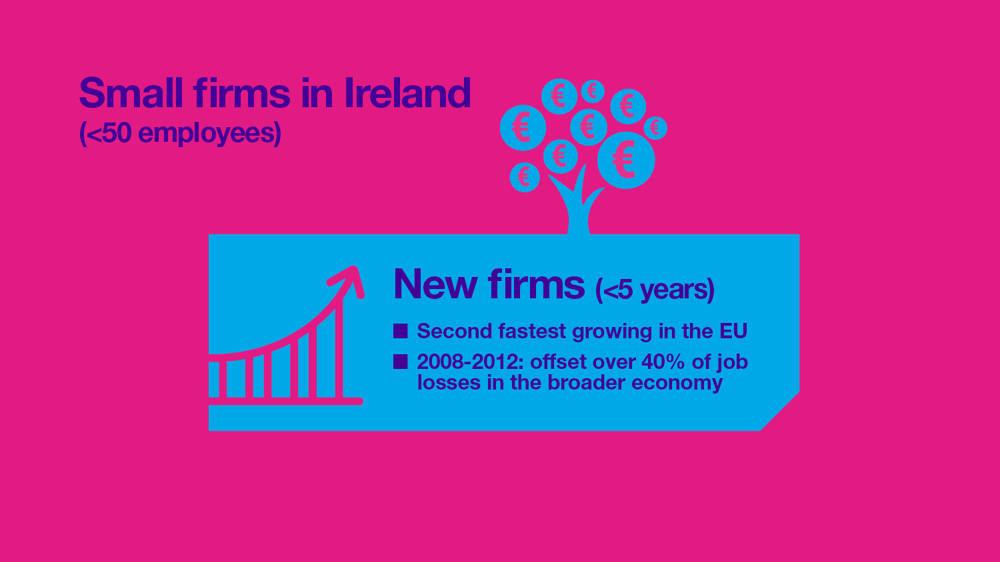 Small firms in Ireland
(<50 employees)
€ € € € € € € € €
New firms (<5 years)
■ Second fastest growing in the EU
■ 2008-2012: offset over 40% of job
losses in the broader economy